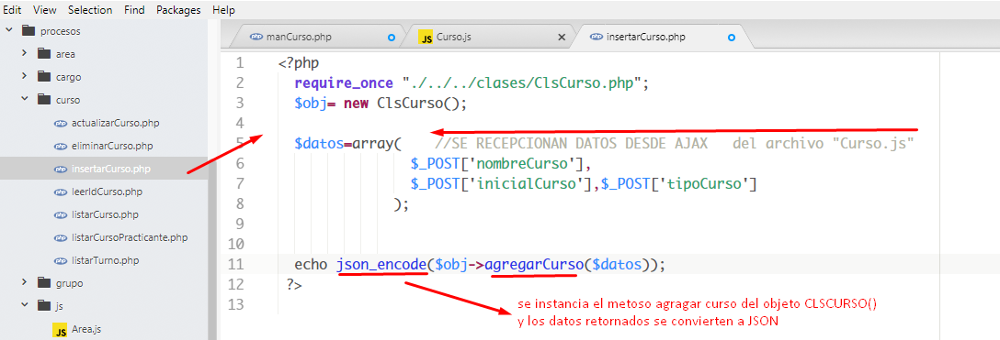 Edit View Selection Find Packages Help
procesos
area
cargo
curso
actualizarCurso.php
eliminarCurso.php
insertarCurso.php
leerIdCurso.php
listarCurso.php
listarCursoPracticante.php
listarTurno.php
grupo
js
JS Area.js
manCurso.php JS Curso.js × insertarCurso.php
1 <?php
2 require_once "./../../clases/ClsCurso.php";
3 $obj= new ClsCurso();
4
5 $datos=array( //SE RECEPCIONAN DATOS DESDE AJAX del archivo "Curso.js"
6 $_POST['nombreCurso'],
7 $_POST['inicialCurso'],$_POST['tipoCurso']
8 );
9
10
11 echo json_encode($obj->agregarCurso($datos));
12 ?>
13
se instancia el metoso agragar curso del objeto CLSCURSO()
y los datos retornados se convierten a JSON